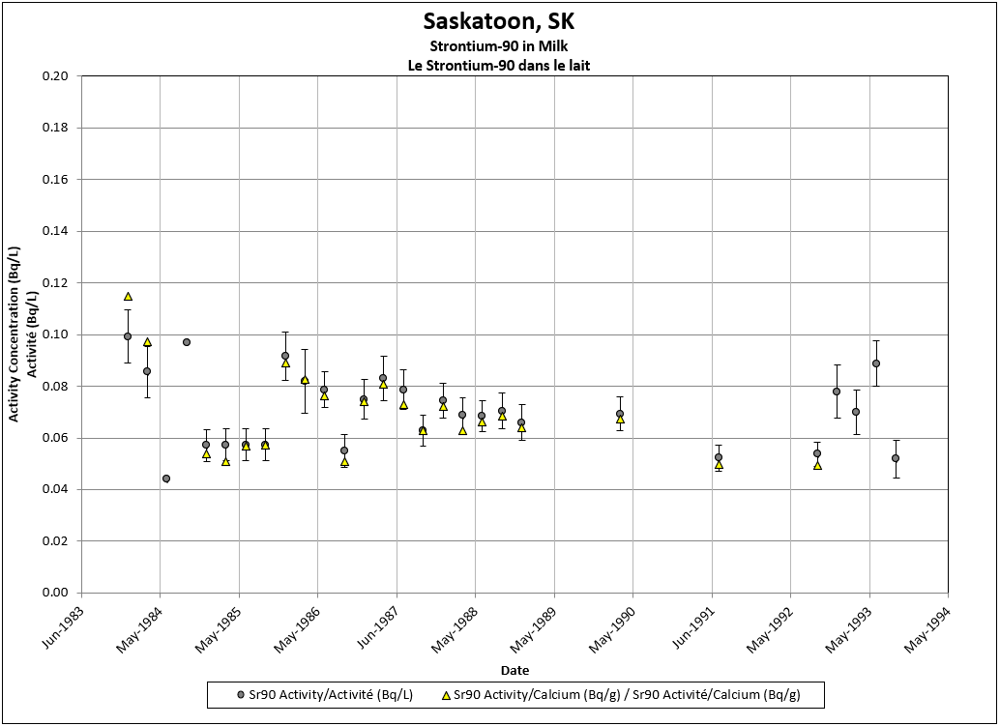 Saskatoon, SK
Strontium-90 in Milk
Le Strontium-90 dans le lait
Activity Concentration (Bq/L)
Activité (Bq/L)
0.20
0.18
0.16
0.14
0.12
0.10
0.08
0.06
0.04
0.02
0.00
Jun-1983
May-1984
May-1985
May-1986
Jun-1987
May-1988
May-1989
May-1990
Jun-1991
May-1992
May-1993
May-1994
Date
Sr90 Activity/Activité (Bq/L)
Sr90 Activity/Calcium (Bq/g) / Sr90 Activité/Calcium (Bq/g)